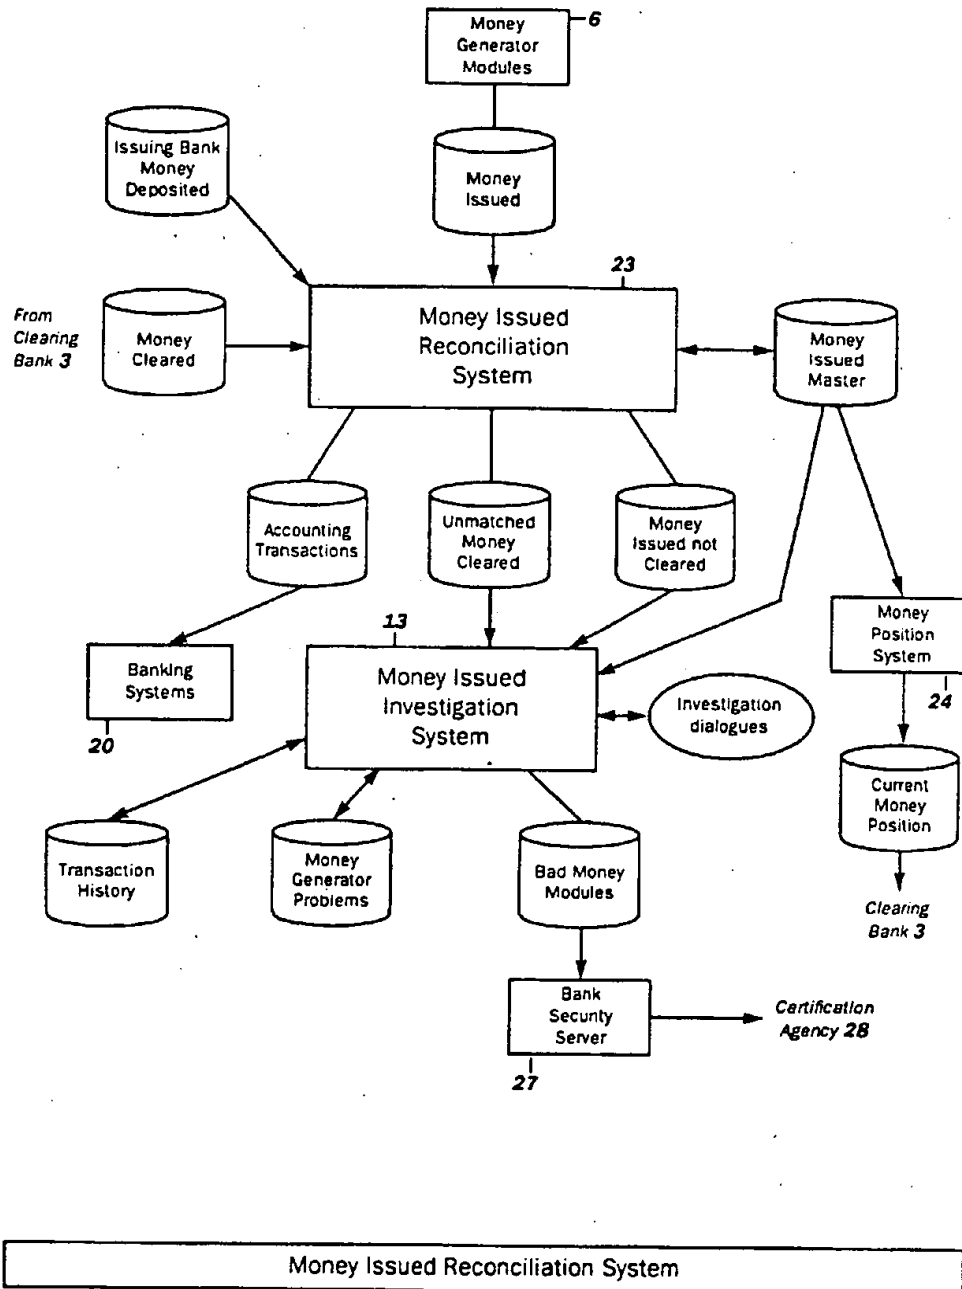 Money
Generator
Modules
6
Issuing Bank
Money
Deposited
Money
Issued
23
From
Clearing
Bank 3
Money
Cleared
Money Issued
Reconciliation
System
Money
Issued
Master
Accounting
Transactions
Unmatched
Money
Cleared
Money
Issued not
Cleared
13
Money
Position
System
24
Banking
Systems
20
Money Issued
Investigation
System
Investigation
dialogues
Current
Money
Position
Transaction
History
Money
Generator
Problems
Bad Money
Modules
Clearing
Bank 3
Bank
Security
Server
27
Certification
Agency 28
Money Issued Reconciliation System